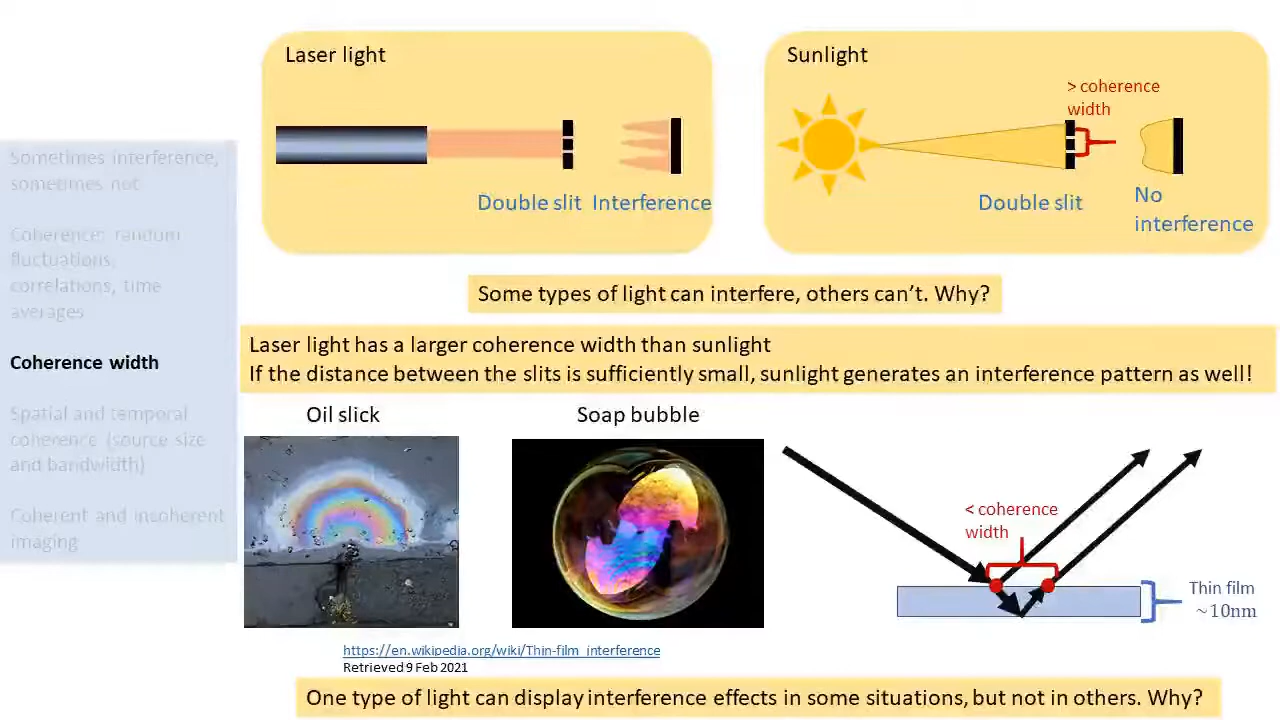 Laser light
Double slit
Interference
Sunlight
> coherence
width
Double slit
No
interference
Sometimes interference,
sometimes not
Coherence: random
fluctuations,
correlations, time
averages
Coherence width
Spatial and temporal
coherence (source size
and bandwidth)
Coherent and incoherent
imaging
Some types of light can interfere, others can’t. Why?
Laser light has a larger coherence width than sunlight
If the distance between the slits is sufficiently small, sunlight generates an interference pattern as well!
Oil slick
Soap bubble
< coherence
width
Thin film
~10nm
https://en.wikipedia.org/wiki/Thin-film_interference
Retrieved 9 Feb 2021
One type of light can display interference effects in some situations, but not in others. Why?